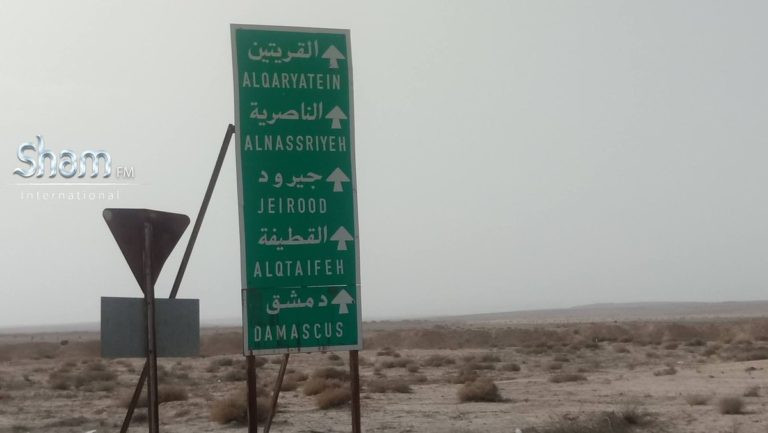 القريتين
ALQARYATEIN
الناصرية
ALNASSRIYEH
جيرود
JEIROOD
القطيفة
ALQTAIFEH
دمشق
DAMASCUS
Sham FM
International